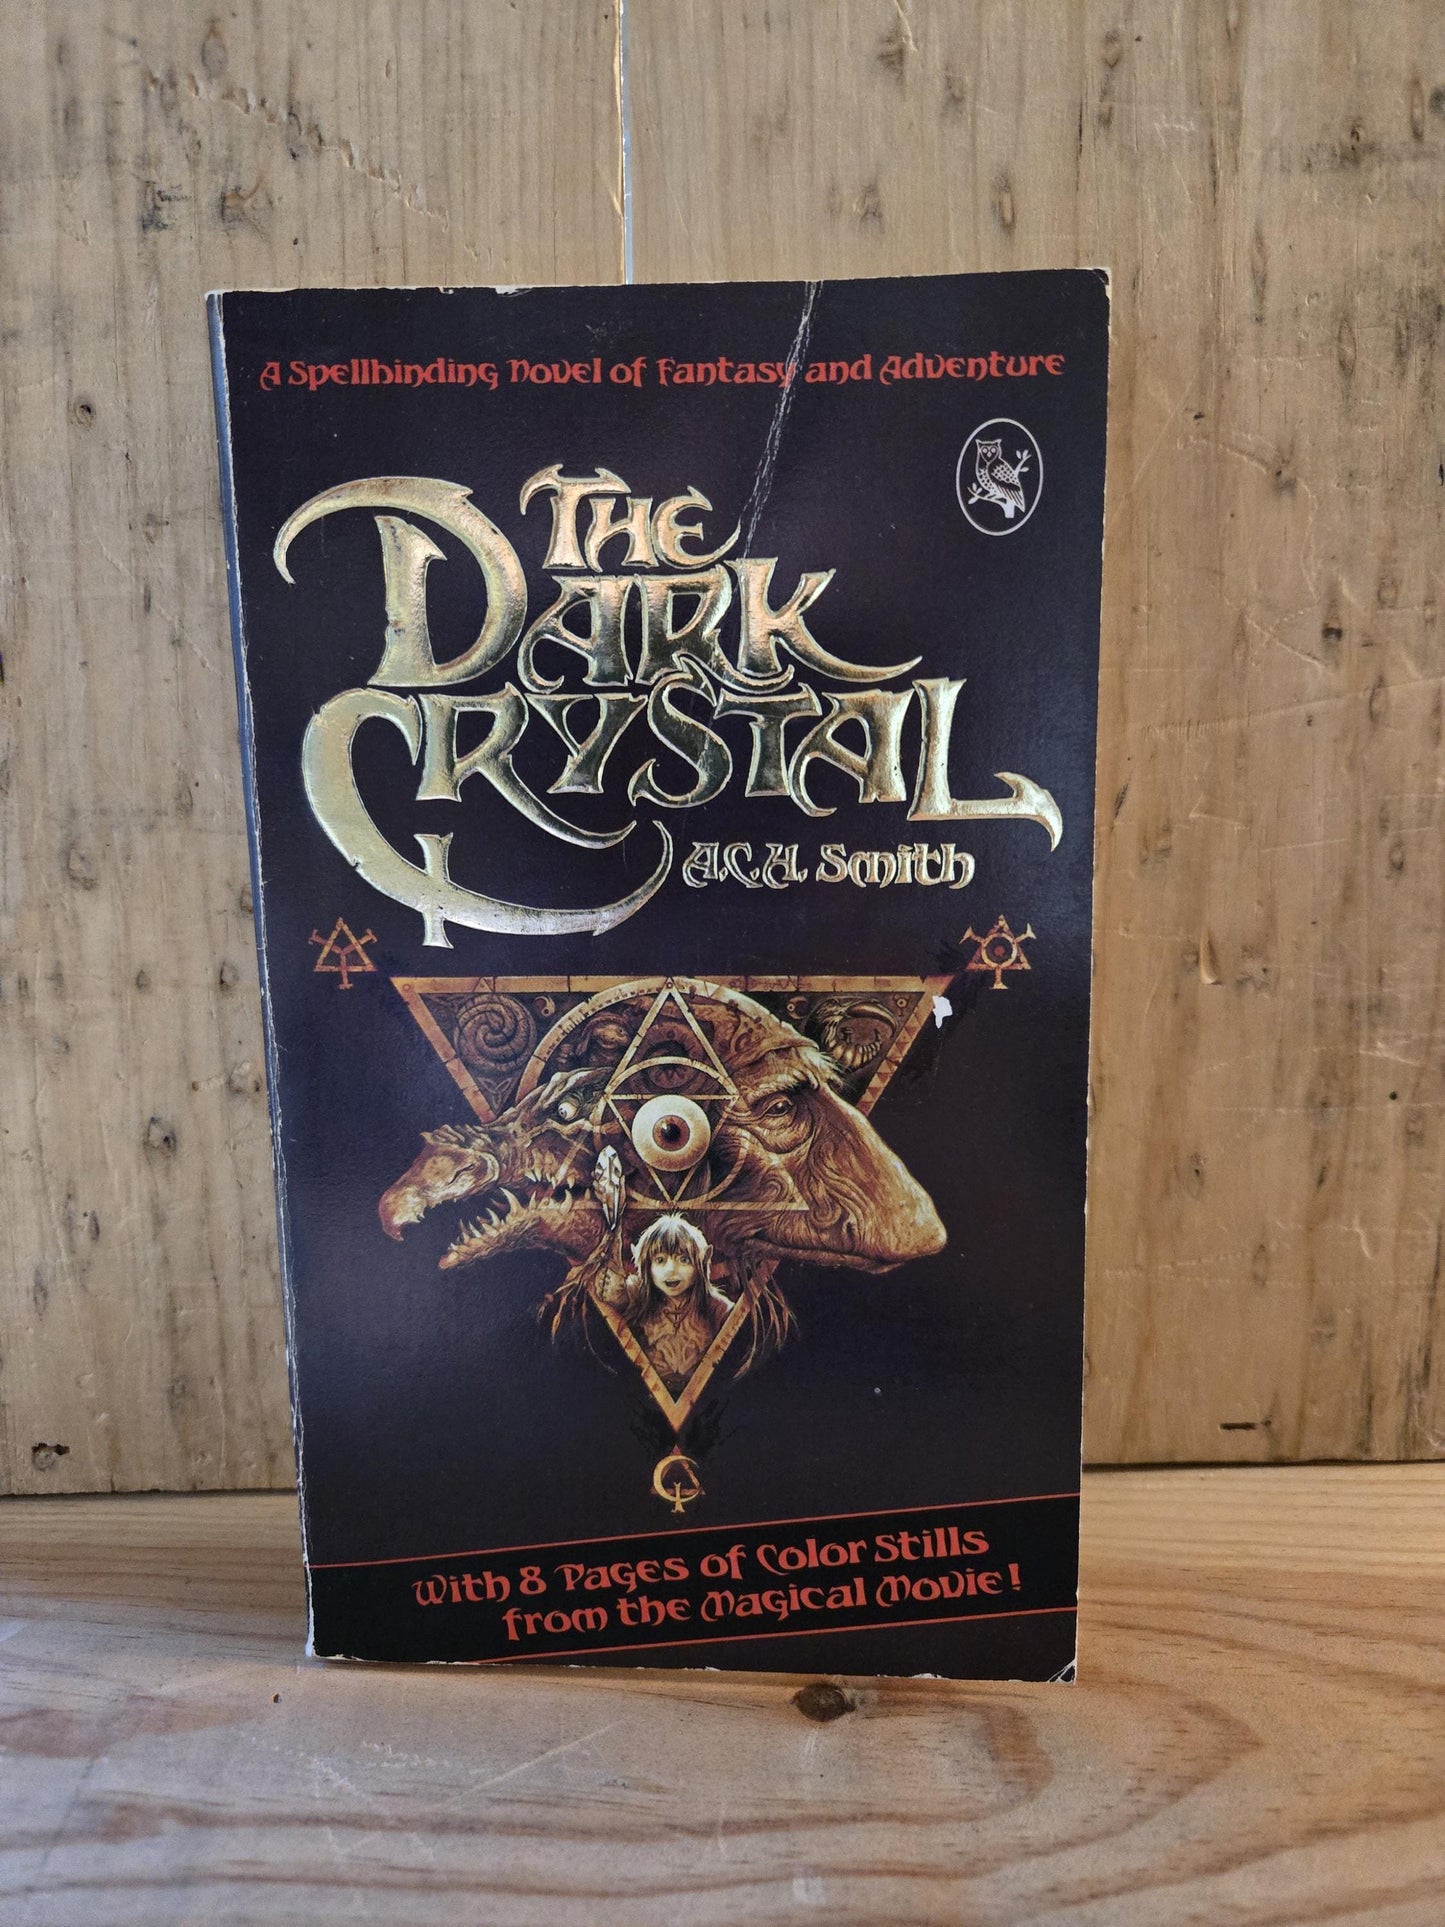 A Spellbinding Novel of Fantasy and Adventure
THE
DARK
CRYSTAL
A.C.H. Smith
With 8 Pages of Color Stills
from the Magical Movie!